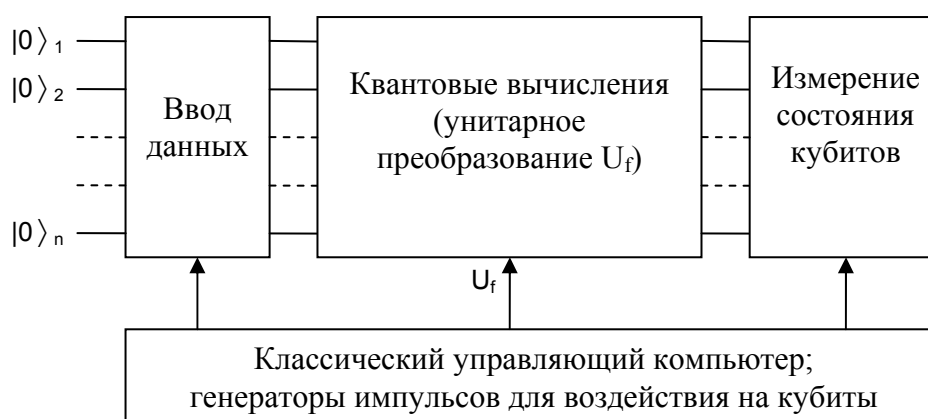 |0⟩1
|0⟩2
|0⟩n
Ввод
данных
Квантовые вычисления
(унитарное
преобразование Uf)
Измерение
состояния
кубитов
Uf
Классический управляющий компьютер;
генераторы импульсов для воздействия на кубиты